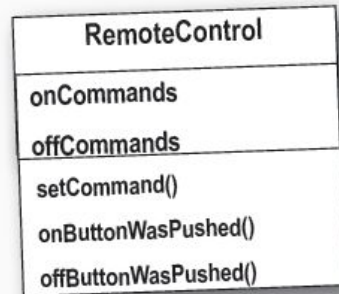 RemoteControl
onCommands
offCommands
setCommand()
onButtonWasPushed()
offButtonWasPushed()